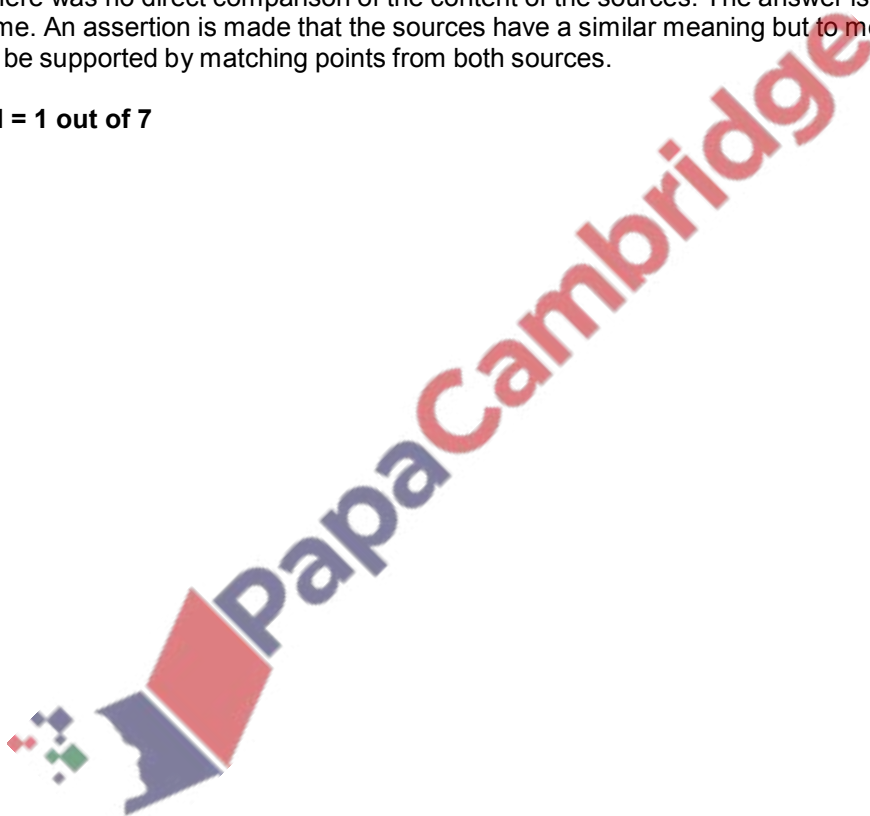 here was no direct comparison of the content of the sources. The answer is
me. An assertion is made that the sources have a similar meaning but to me
be supported by matching points from both sources.
= 1 out of 7
PapaCambridge